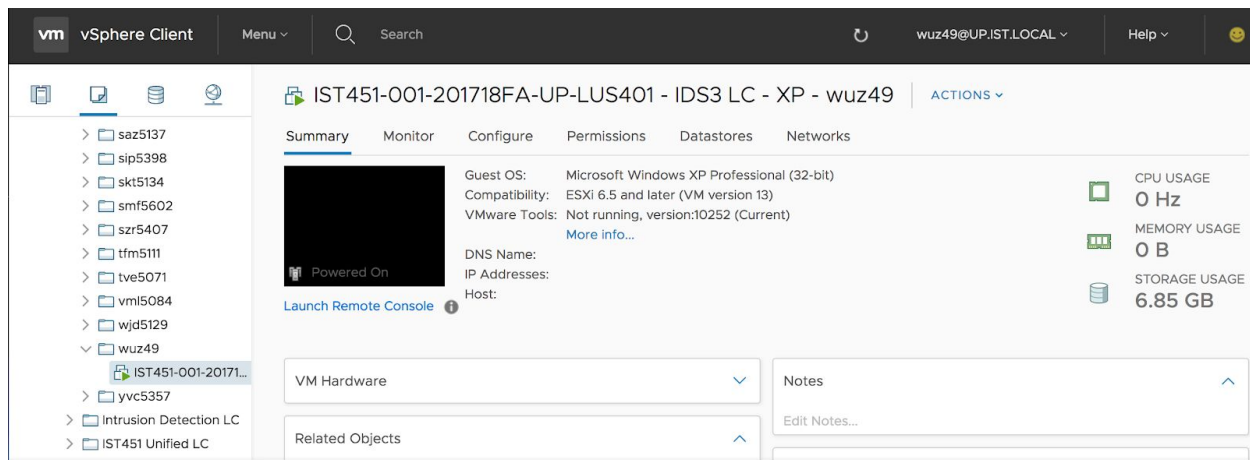 vm vSphere Client Menu Search wuz49@UP.IST.LOCAL Help
IST451-001-201718FA-UP-LUS401 - IDS3 LC - XP - wuz49 ACTIONS
Summary Monitor Configure Permissions Datastores Networks
saz5137
sip5398
skt5134
smf5602
szr5407
tfm5111
tve5071
vml5084
wjd5129
wuz49
IST451-001-20171...
yvc5357
Intrusion Detection LC
IST451 Unified LC
Powered On
Launch Remote Console
Guest OS: Microsoft Windows XP Professional (32-bit)
Compatibility: ESXi 6.5 and later (VM version 13)
VMware Tools: Not running, version:10252 (Current)
More info...
DNS Name:
IP Addresses:
Host:
CPU USAGE
0 Hz
MEMORY USAGE
0 B
STORAGE USAGE
6.85 GB
VM Hardware
Related Objects
Notes
Edit Notes...